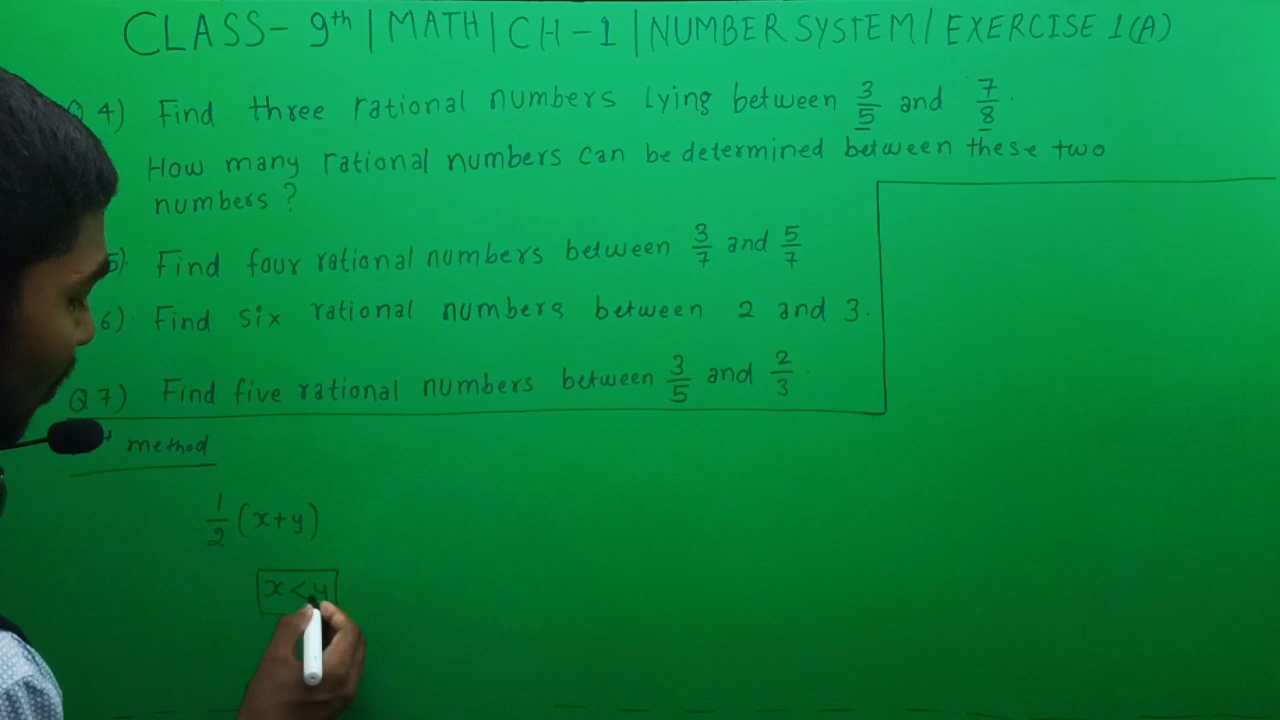 CLASS- 9th | MATH | CH-1 | NUMBER SYSTEM / EXERCISE 1(A)
Q 4) Find three rational numbers lying between 3/5 and 7/8.
How many rational numbers can be determined between these two
numbers?
5). Find four rational numbers between 3/7 and 5/7
6). Find six rational numbers between 2 and 3.
Q 7) Find five rational numbers between 3/5 and 2/3.
method
1/2 (x+y)
x<y